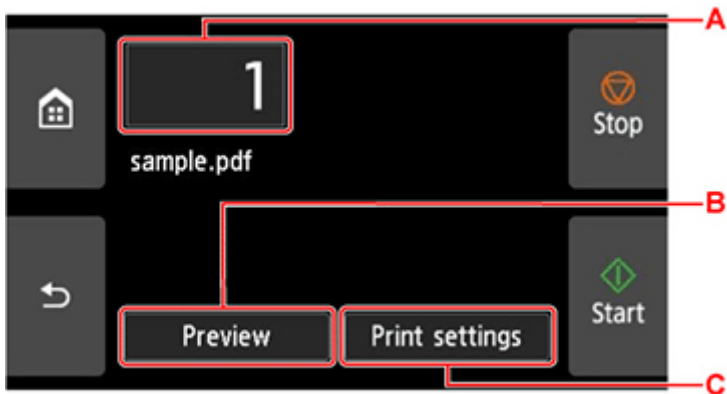 A
1
Stop
sample.pdf
B
Start
Preview
Print settings
C